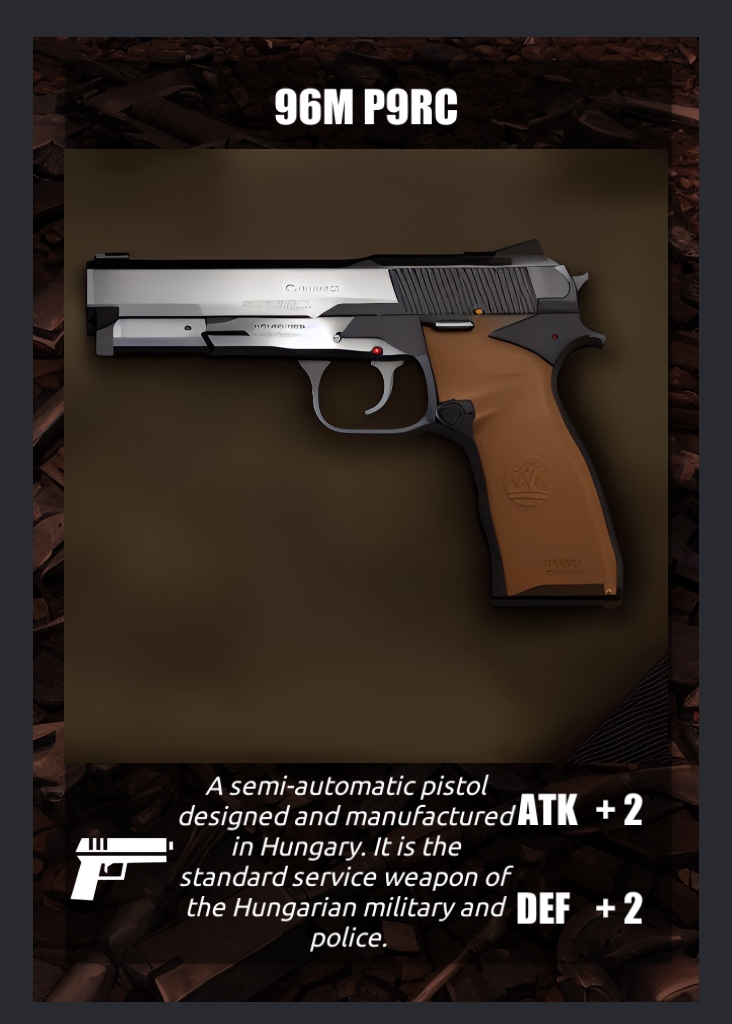 96M P9RC
A semi-automatic pistol
designed and manufactured
in Hungary. It is the
standard service weapon of
the Hungarian military and
police.
ATK + 2
DEF + 2